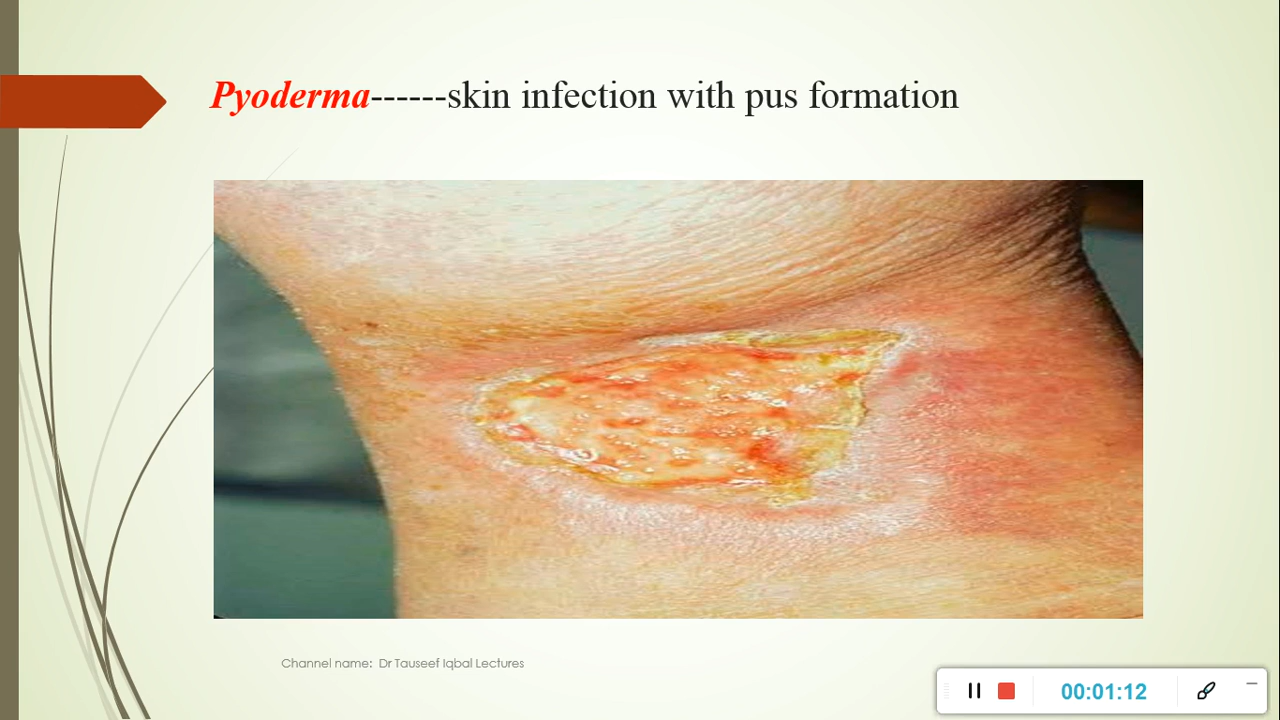 Pyoderma------skin infection with pus formation
Channel name: Dr Tauseef Iqbal Lectures
00:01:12